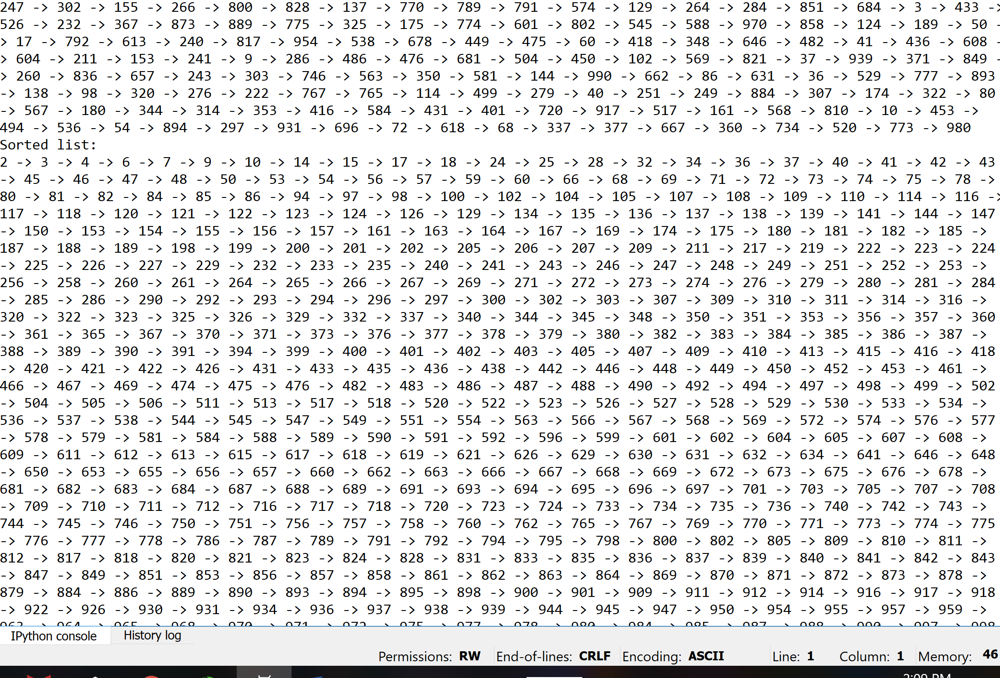 247 -> 302 -> 155 -> 266 -> 800 -> 828 -> 137 -> 770 -> 789 -> 791 -> 574 -> 129 -> 264 -> 284 -> 851 -> 684 -> 3 -> 433 ->
526 -> 232 -> 367 -> 873 -> 889 -> 775 -> 325 -> 175 -> 774 -> 601 -> 802 -> 545 -> 588 -> 970 -> 858 -> 124 -> 189 -> 50 -
> 17 -> 792 -> 613 -> 240 -> 817 -> 954 -> 538 -> 678 -> 449 -> 475 -> 60 -> 418 -> 348 -> 646 -> 482 -> 41 -> 436 -> 608 -
> 604 -> 211 -> 153 -> 241 -> 9 -> 286 -> 486 -> 476 -> 681 -> 504 -> 450 -> 102 -> 569 -> 821 -> 37 -> 939 -> 371 -> 849 -
> 260 -> 836 -> 657 -> 243 -> 303 -> 746 -> 563 -> 350 -> 581 -> 144 -> 990 -> 662 -> 86 -> 631 -> 36 -> 529 -> 777 -> 893
-> 138 -> 98 -> 320 -> 276 -> 222 -> 767 -> 765 -> 114 -> 499 -> 279 -> 40 -> 251 -> 249 -> 884 -> 307 -> 174 -> 322 -> 80
-> 567 -> 180 -> 344 -> 314 -> 353 -> 416 -> 584 -> 431 -> 401 -> 720 -> 917 -> 517 -> 161 -> 568 -> 810 -> 10 -> 453 ->
494 -> 536 -> 54 -> 894 -> 297 -> 931 -> 696 -> 72 -> 618 -> 68 -> 337 -> 377 -> 667 -> 360 -> 734 -> 520 -> 773 -> 980
Sorted list:
2 -> 3 -> 4 -> 6 -> 7 -> 9 -> 10 -> 14 -> 15 -> 17 -> 18 -> 24 -> 25 -> 28 -> 32 -> 34 -> 36 -> 37 -> 40 -> 41 -> 42 -> 43
-> 45 -> 46 -> 47 -> 48 -> 50 -> 53 -> 54 -> 56 -> 57 -> 59 -> 60 -> 66 -> 68 -> 69 -> 71 -> 72 -> 73 -> 74 -> 75 -> 78 ->
80 -> 81 -> 82 -> 84 -> 85 -> 86 -> 94 -> 97 -> 98 -> 100 -> 102 -> 104 -> 105 -> 107 -> 108 -> 109 -> 110 -> 114 -> 116 ->
117 -> 118 -> 120 -> 121 -> 122 -> 123 -> 124 -> 126 -> 129 -> 134 -> 135 -> 136 -> 137 -> 138 -> 139 -> 141 -> 144 -> 147
-> 150 -> 153 -> 154 -> 155 -> 156 -> 157 -> 161 -> 163 -> 164 -> 167 -> 169 -> 174 -> 175 -> 180 -> 181 -> 182 -> 185 ->
187 -> 188 -> 189 -> 198 -> 199 -> 200 -> 201 -> 202 -> 205 -> 206 -> 207 -> 209 -> 211 -> 217 -> 219 -> 222 -> 223 -> 224
-> 225 -> 226 -> 227 -> 229 -> 232 -> 233 -> 235 -> 240 -> 241 -> 243 -> 246 -> 247 -> 248 -> 249 -> 251 -> 252 -> 253 ->
256 -> 258 -> 260 -> 261 -> 264 -> 265 -> 266 -> 267 -> 269 -> 271 -> 272 -> 273 -> 274 -> 276 -> 279 -> 280 -> 281 -> 284
-> 285 -> 286 -> 290 -> 292 -> 293 -> 294 -> 296 -> 297 -> 300 -> 302 -> 303 -> 307 -> 309 -> 310 -> 311 -> 314 -> 316 ->
320 -> 322 -> 323 -> 325 -> 326 -> 329 -> 332 -> 337 -> 340 -> 344 -> 345 -> 348 -> 350 -> 351 -> 353 -> 356 -> 357 -> 360
-> 361 -> 365 -> 367 -> 370 -> 371 -> 373 -> 376 -> 377 -> 378 -> 379 -> 380 -> 382 -> 383 -> 384 -> 385 -> 386 -> 387 ->
388 -> 389 -> 390 -> 391 -> 394 -> 399 -> 400 -> 401 -> 402 -> 403 -> 405 -> 407 -> 409 -> 410 -> 413 -> 415 -> 416 -> 418
-> 420 -> 421 -> 422 -> 426 -> 431 -> 433 -> 435 -> 436 -> 438 -> 442 -> 446 -> 448 -> 449 -> 450 -> 452 -> 453 -> 461 ->
466 -> 467 -> 469 -> 474 -> 475 -> 476 -> 482 -> 483 -> 486 -> 487 -> 488 -> 490 -> 492 -> 494 -> 497 -> 498 -> 499 -> 502
-> 504 -> 505 -> 506 -> 511 -> 513 -> 517 -> 518 -> 520 -> 522 -> 523 -> 526 -> 527 -> 528 -> 529 -> 530 -> 533 -> 534 ->
536 -> 537 -> 538 -> 544 -> 545 -> 547 -> 549 -> 551 -> 554 -> 563 -> 566 -> 567 -> 568 -> 569 -> 572 -> 574 -> 576 -> 577
-> 578 -> 579 -> 581 -> 584 -> 588 -> 589 -> 590 -> 591 -> 592 -> 596 -> 599 -> 601 -> 602 -> 604 -> 605 -> 607 -> 608 ->
609 -> 611 -> 612 -> 613 -> 615 -> 617 -> 618 -> 619 -> 621 -> 626 -> 629 -> 630 -> 631 -> 632 -> 634 -> 641 -> 646 -> 648
-> 650 -> 653 -> 655 -> 656 -> 657 -> 660 -> 662 -> 663 -> 666 -> 667 -> 668 -> 669 -> 672 -> 673 -> 675 -> 676 -> 678 ->
681 -> 682 -> 683 -> 684 -> 687 -> 688 -> 689 -> 691 -> 693 -> 694 -> 695 -> 696 -> 697 -> 701 -> 703 -> 705 -> 707 -> 708
-> 709 -> 710 -> 711 -> 712 -> 716 -> 717 -> 718 -> 720 -> 723 -> 724 -> 733 -> 734 -> 735 -> 736 -> 740 -> 742 -> 743 ->
744 -> 745 -> 746 -> 750 -> 751 -> 756 -> 757 -> 758 -> 760 -> 762 -> 765 -> 767 -> 769 -> 770 -> 771 -> 773 -> 774 -> 775
-> 776 -> 777 -> 778 -> 786 -> 787 -> 789 -> 791 -> 792 -> 794 -> 795 -> 798 -> 800 -> 802 -> 805 -> 809 -> 810 -> 811 ->
812 -> 817 -> 818 -> 820 -> 821 -> 823 -> 824 -> 828 -> 831 -> 833 -> 835 -> 836 -> 837 -> 839 -> 840 -> 841 -> 842 -> 843
-> 847 -> 849 -> 851 -> 853 -> 856 -> 857 -> 858 -> 861 -> 862 -> 863 -> 864 -> 869 -> 870 -> 871 -> 872 -> 873 -> 878 ->
879 -> 884 -> 886 -> 889 -> 890 -> 893 -> 894 -> 895 -> 898 -> 900 -> 901 -> 909 -> 911 -> 912 -> 914 -> 916 -> 917 -> 918
-> 922 -> 926 -> 930 -> 931 -> 934 -> 936 -> 937 -> 938 -> 939 -> 944 -> 945 -> 947 -> 950 -> 954 -> 955 -> 957 -> 959 ->
IPython console History log
Permissions: RW End-of-lines: CRLF Encoding: ASCII Line: 1 Column: 1 Memory: 46